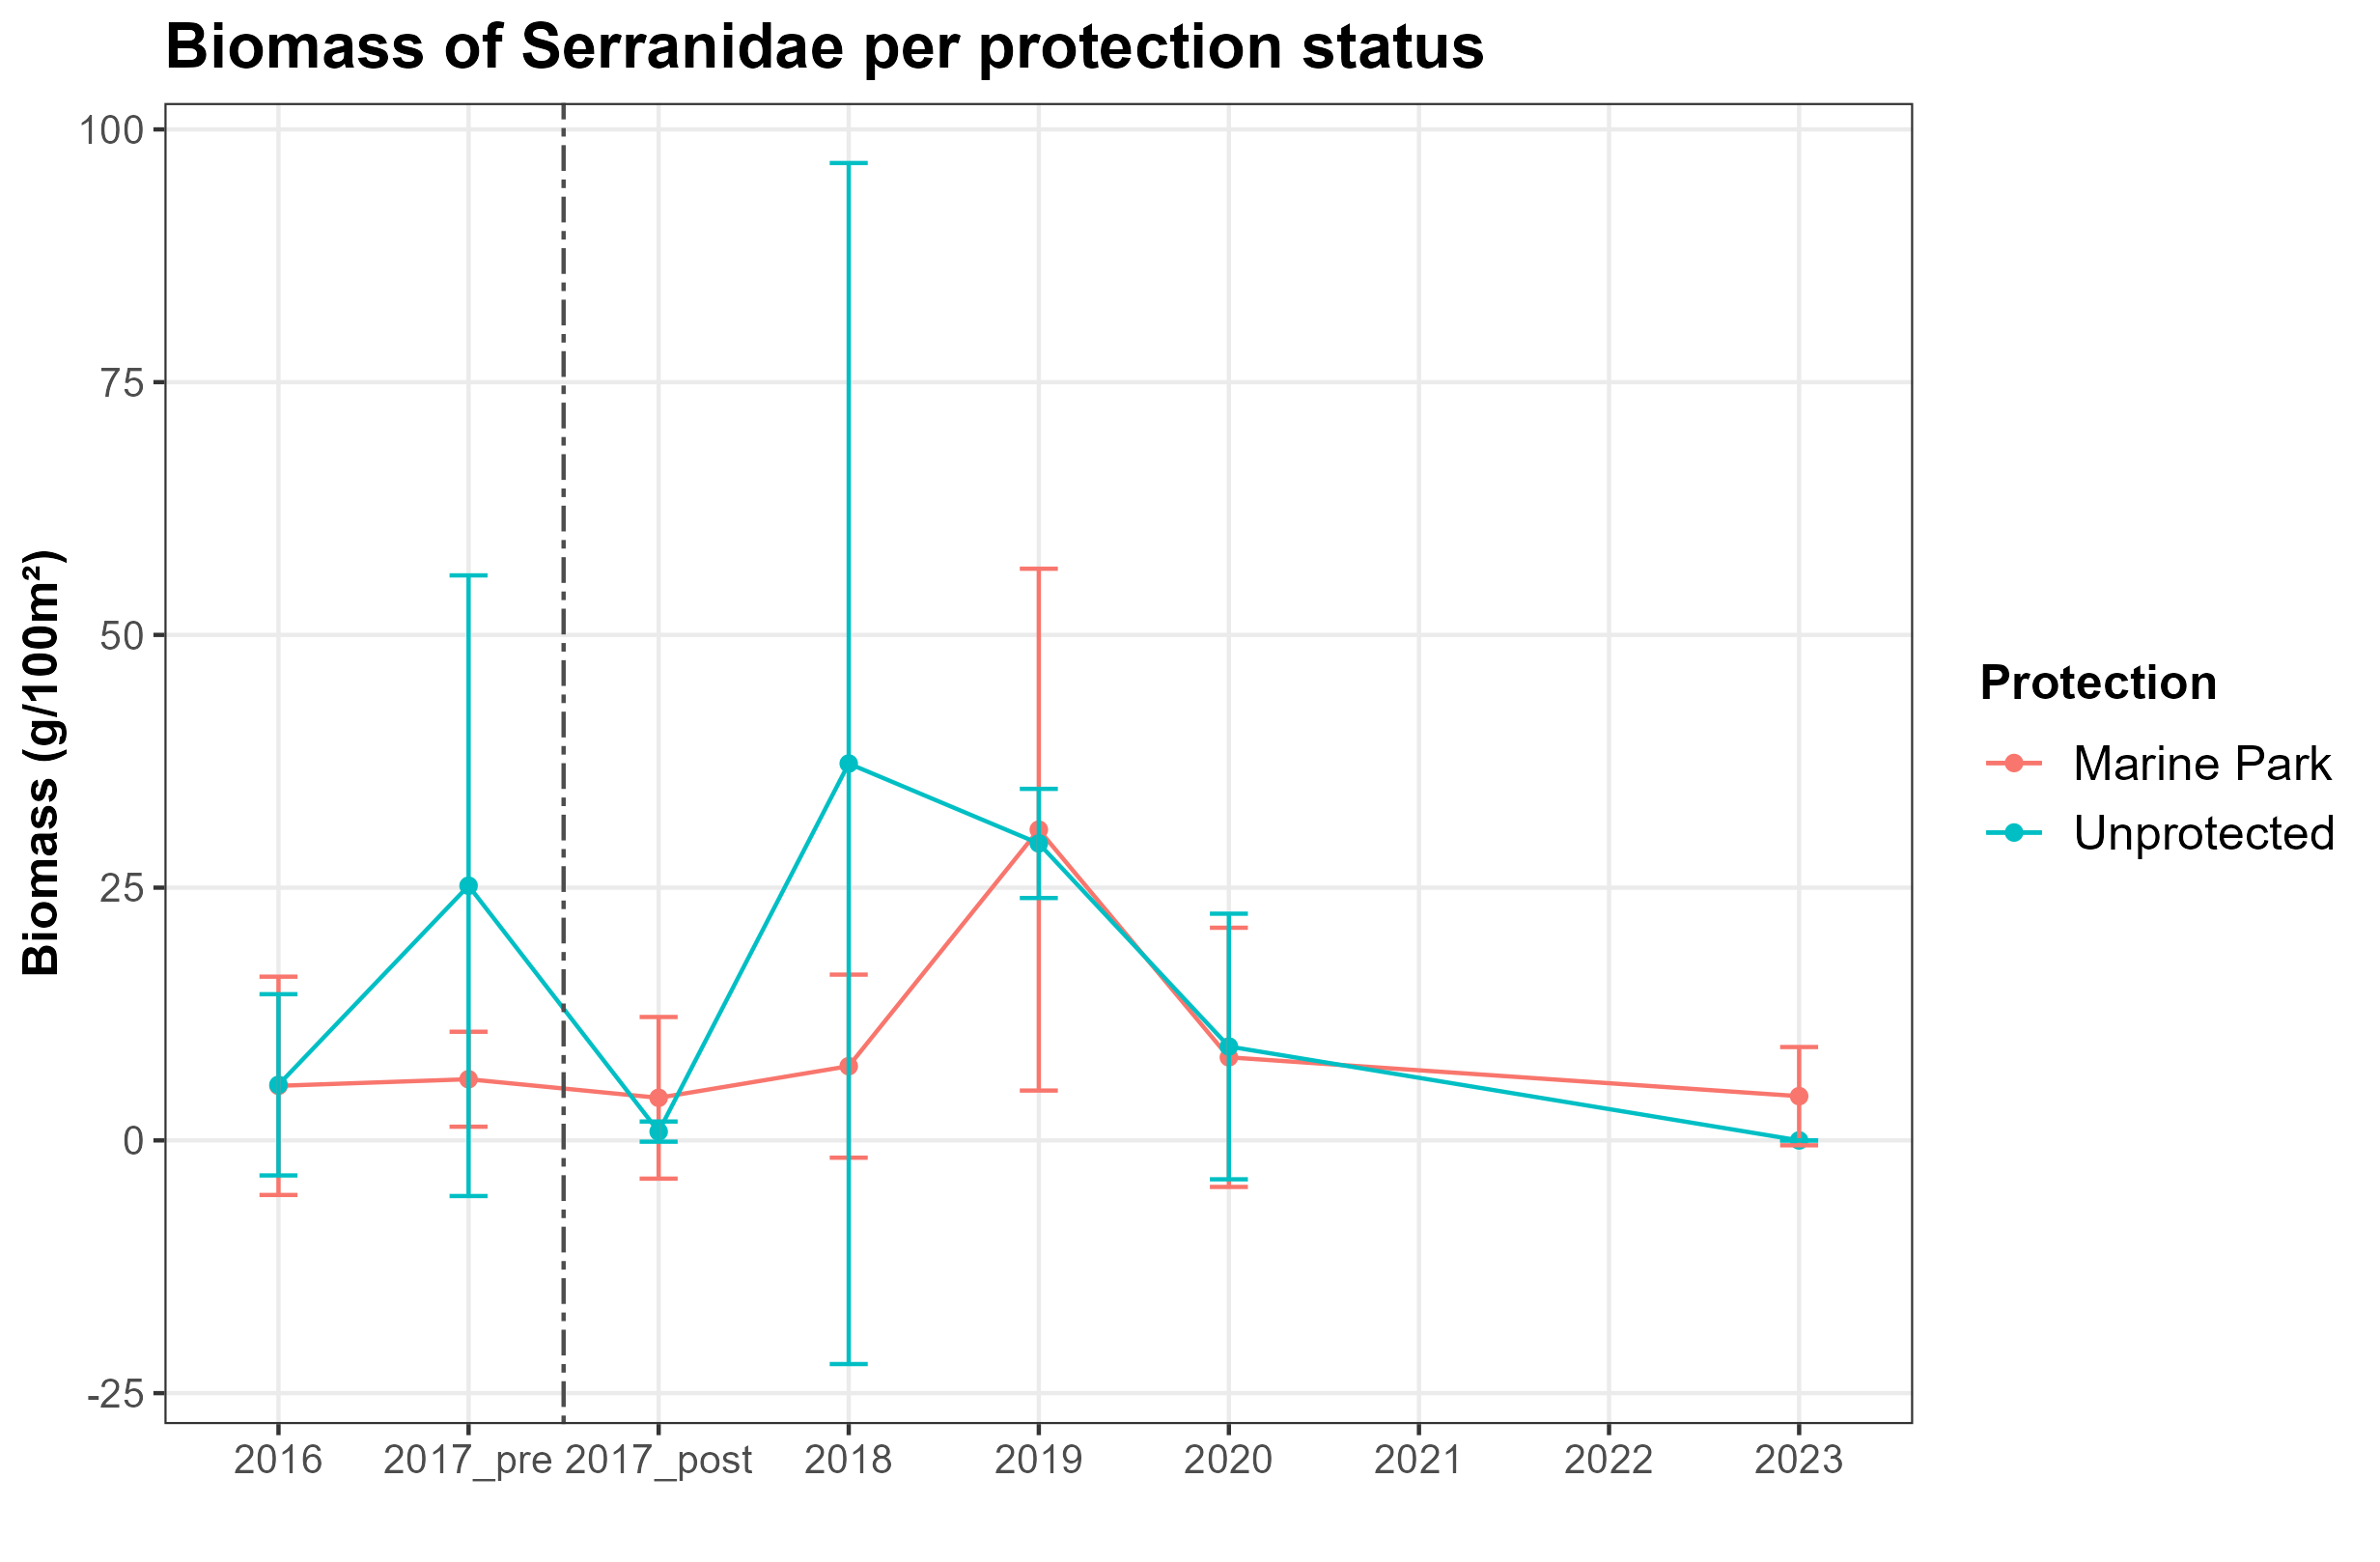 Biomass of Serranidae per protection status
Biomass (g/100m²)
100
75
50
25
0
-25
2016 2017_pre 2017_post 2018 2019 2020 2021 2022 2023
Protection
Marine Park
Unprotected